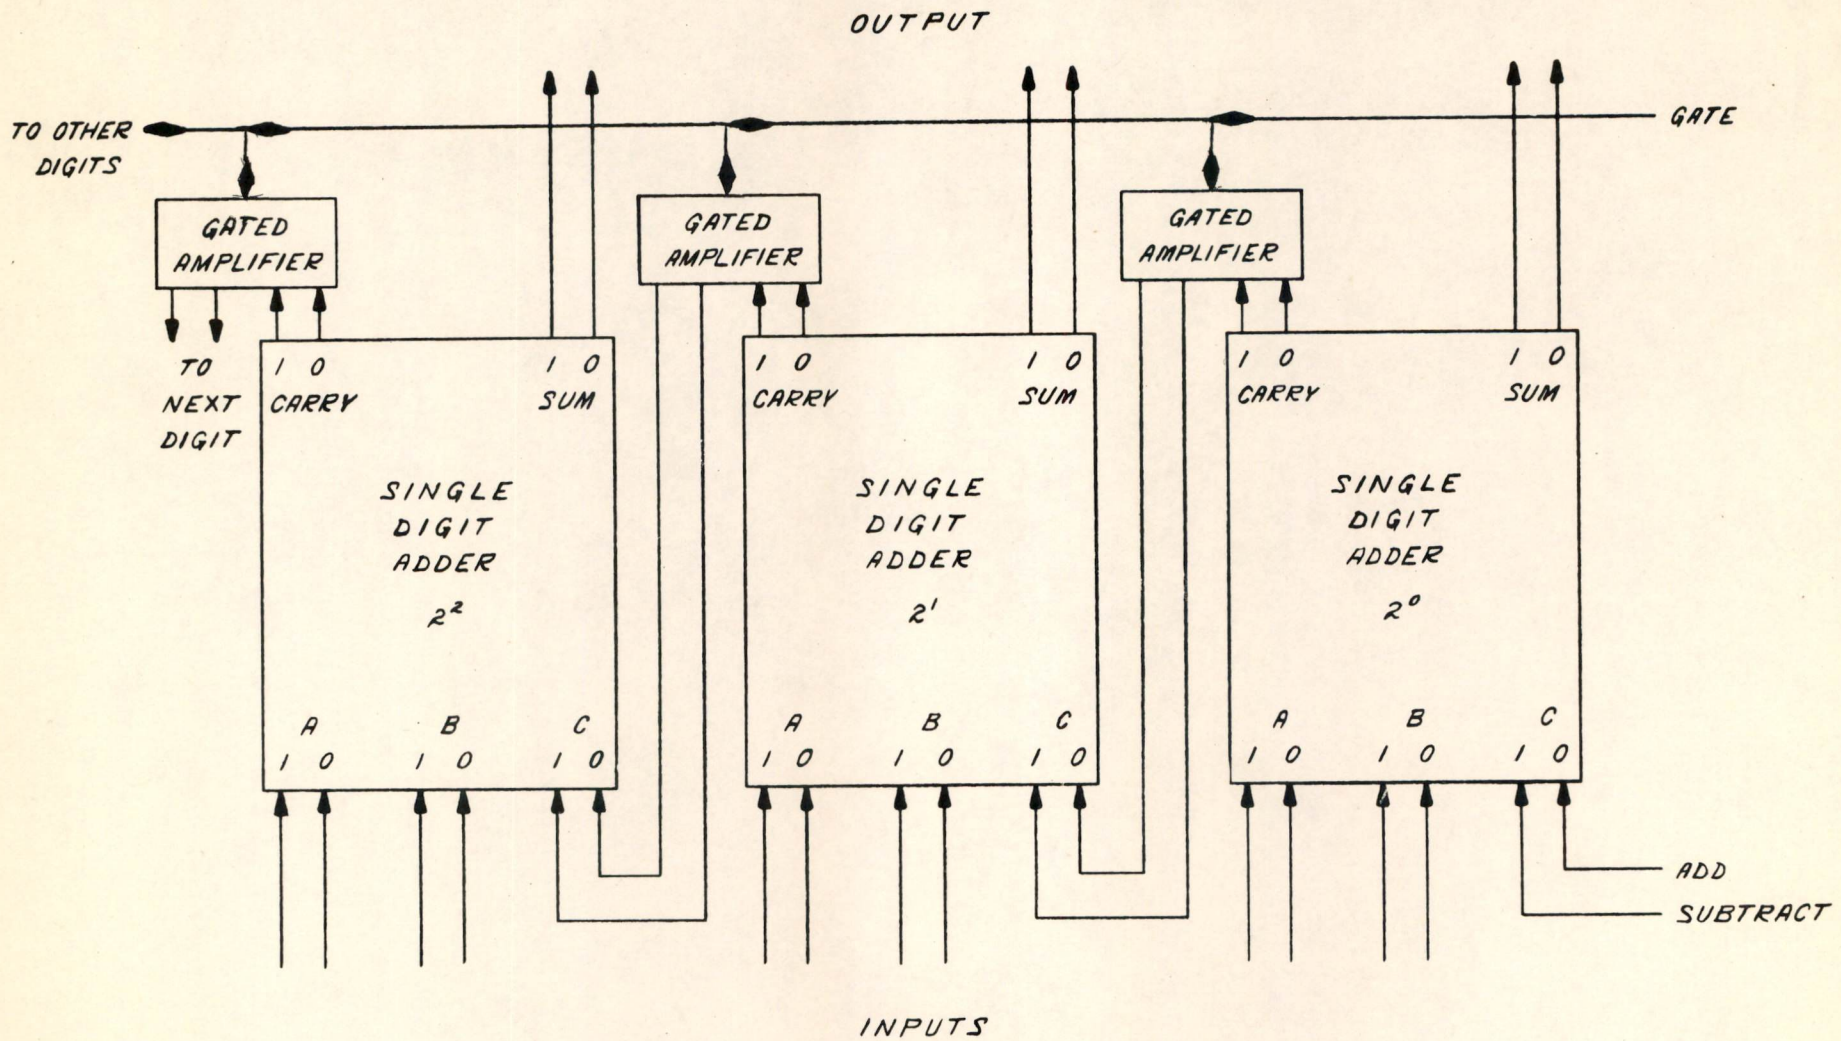 OUTPUT
TO OTHER
DIGITS
GATE
GATED
AMPLIFIER
GATED
AMPLIFIER
GATED
AMPLIFIER
TO
NEXT
DIGIT
1 0
CARRY
1 0
SUM
SINGLE
DIGIT
ADDER
2²
A B C
1 0 1 0 1 0
1 0
CARRY
1 0
SUM
SINGLE
DIGIT
ADDER
2¹
A B C
1 0 1 0 1 0
1 0
CARRY
1 0
SUM
SINGLE
DIGIT
ADDER
2⁰
A B C
1 0 1 0 1 0
ADD
SUBTRACT
INPUTS